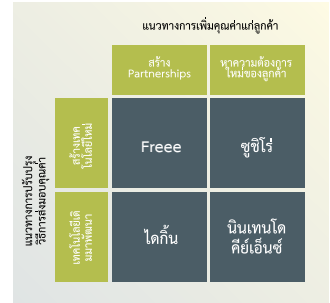 แนวทางการเพิ่มคุณค่าแก่ลูกค้า
สร้าง
Partnerships
หาความต้องการ
ใหม่ของลูกค้า
แนวทางการปรับปรุง
วิธีการส่งมอบคุณค่า
สร้างเทค
โนโลยีใหม่
Freee
ซูชิโร่
เทคโนโลยีเดิ
มมาพัฒนา
ไดกิ้น
นินเทนโด
คีย์เอ็นซ์